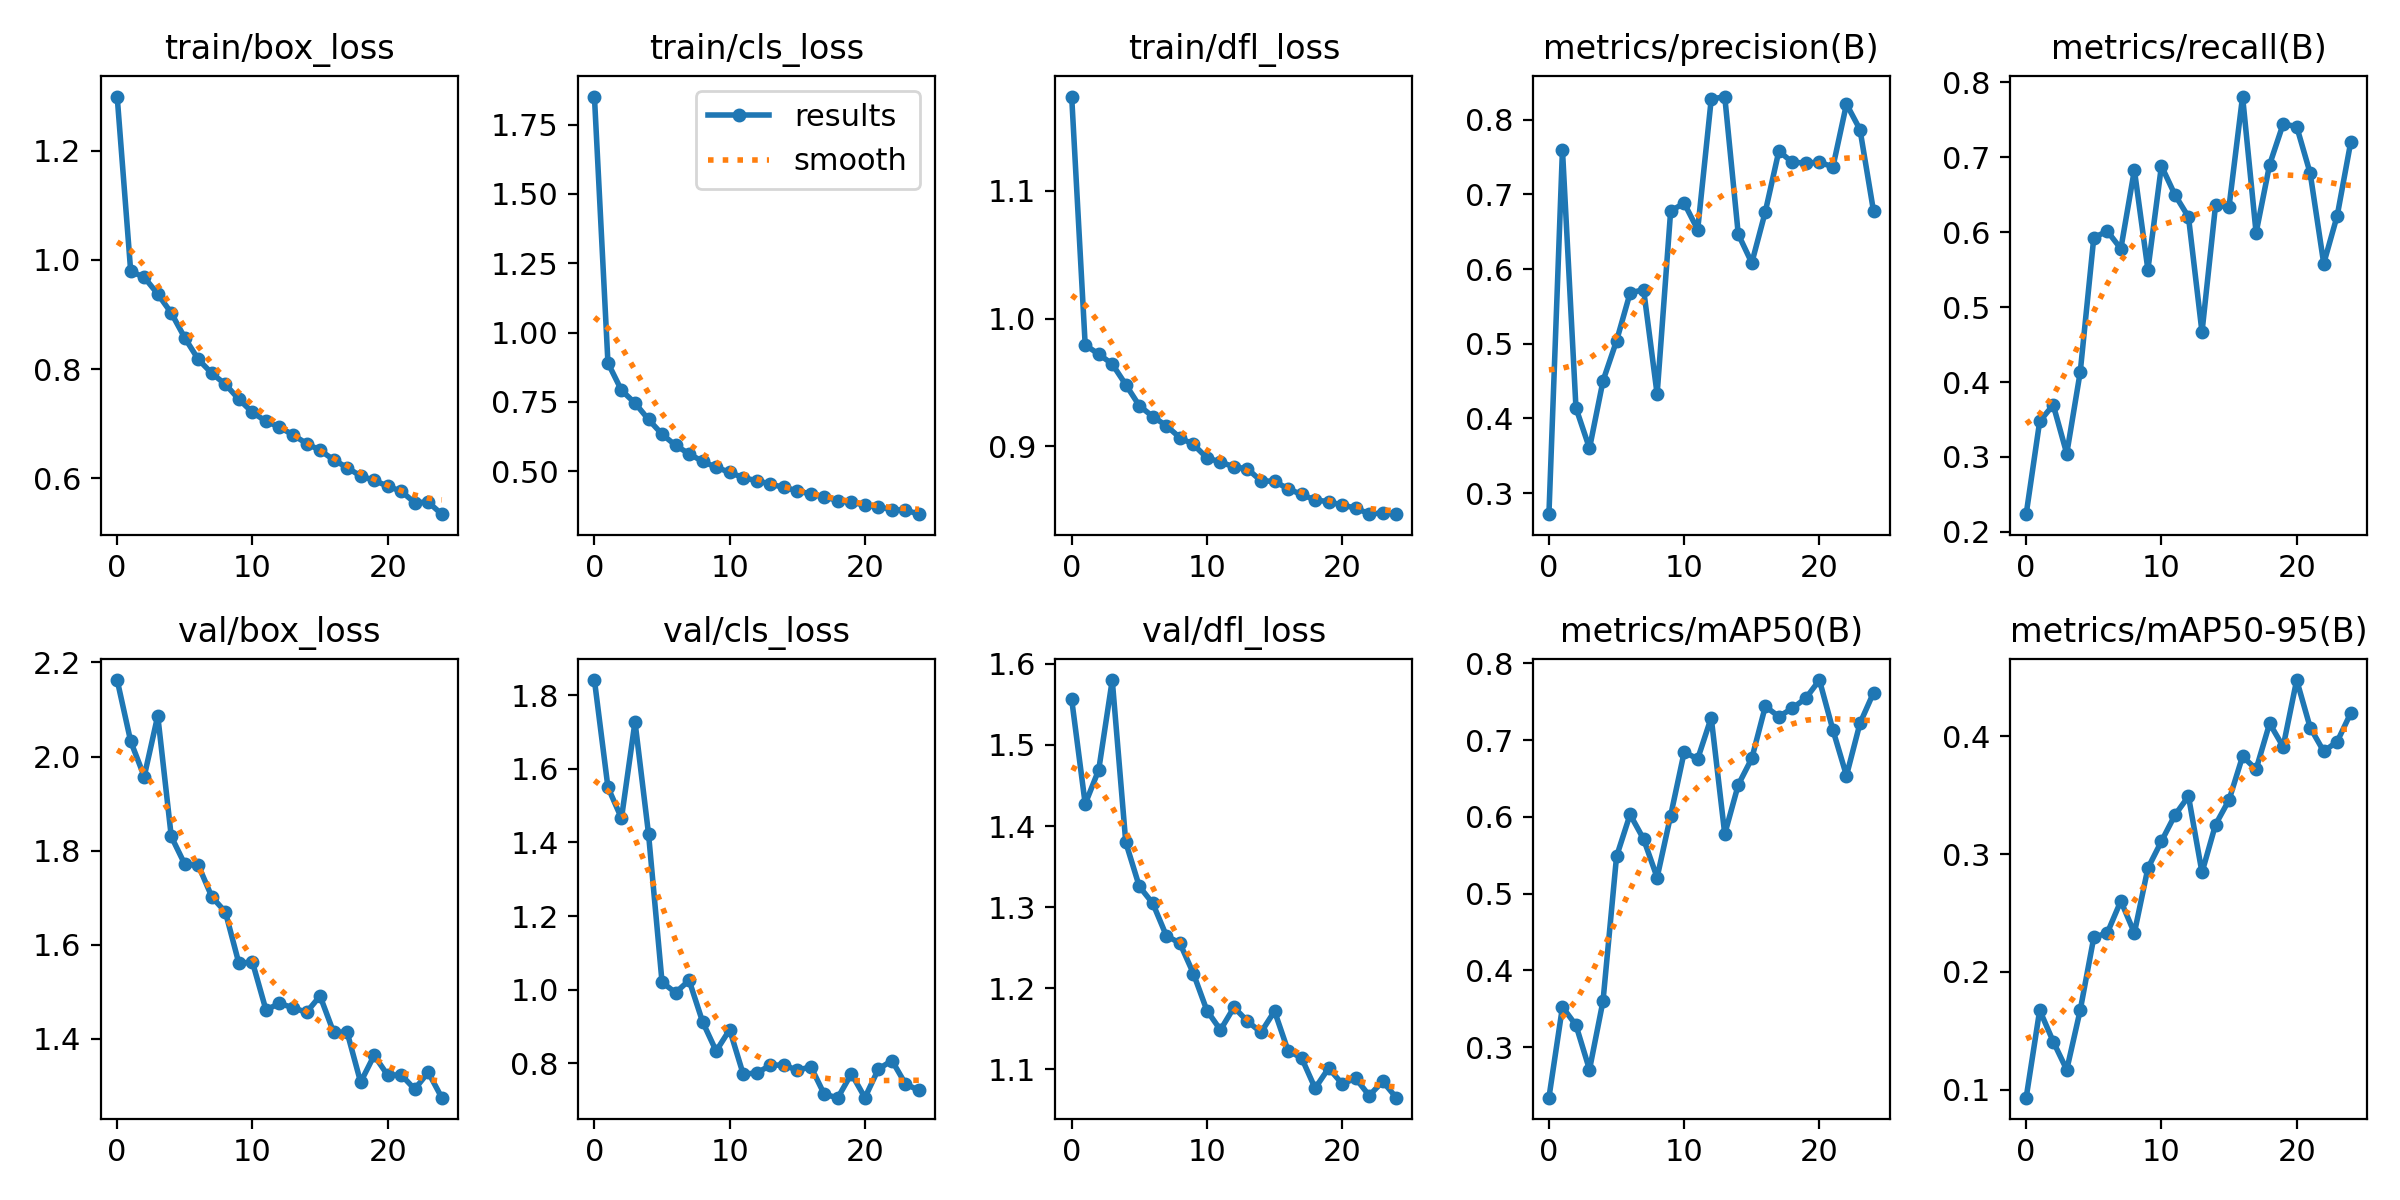 train/box_loss
1.2
1.0
0.8
0.6
0 10 20
train/cls_loss
results
smooth
1.75
1.50
1.25
1.00
0.75
0.50
0 10 20
train/dfl_loss
1.1
1.0
0.9
0 10 20
metrics/precision(B)
0.8
0.7
0.6
0.5
0.4
0.3
0 10 20
metrics/recall(B)
0.8
0.7
0.6
0.5
0.4
0.3
0.2
0 10 20
val/box_loss
2.2
2.0
1.8
1.6
1.4
0 10 20
val/cls_loss
1.8
1.6
1.4
1.2
1.0
0.8
0 10 20
val/dfl_loss
1.6
1.5
1.4
1.3
1.2
1.1
0 10 20
metrics/mAP50(B)
0.8
0.7
0.6
0.5
0.4
0.3
0 10 20
metrics/mAP50-95(B)
0.4
0.3
0.2
0.1
0 10 20